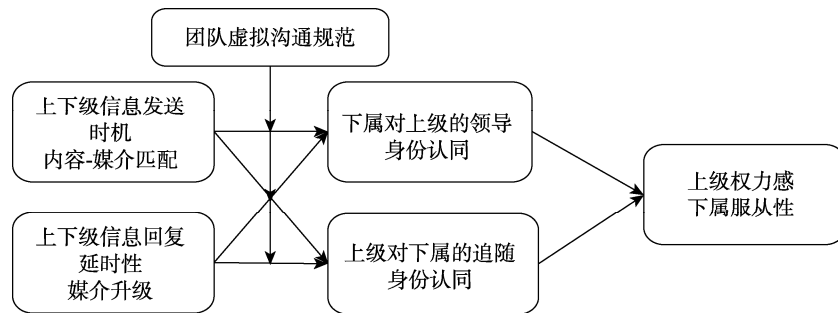 团队虚拟沟通规范
上下级信息发送
时机
内容-媒介匹配
下属对上级的领导
身份认同
上级权力感
下属服从性
上下级信息回复
延时性
媒介升级
上级对下属的追随
身份认同